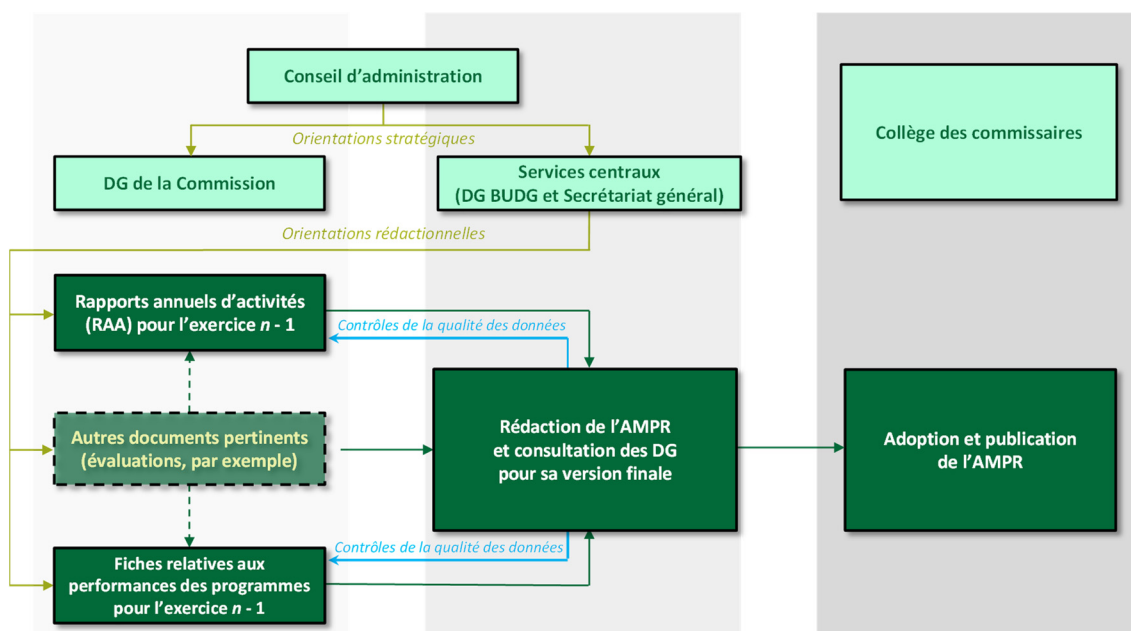 Conseil d’administration
Orientations stratégiques
Collège des commissaires
DG de la Commission
Services centraux
(DG BUDG et Secrétariat général)
Orientations rédactionnelles
Rapports annuels d’activités
(RAA) pour l’exercice n - 1
Contrôles de la qualité des données
Autres documents pertinents
(évaluations, par exemple)
Rédaction de l’AMPR
et consultation des DG
pour sa version finale
Adoption et publication
de l’AMPR
Contrôles de la qualité des données
Fiches relatives aux
performances des programmes
pour l’exercice n - 1